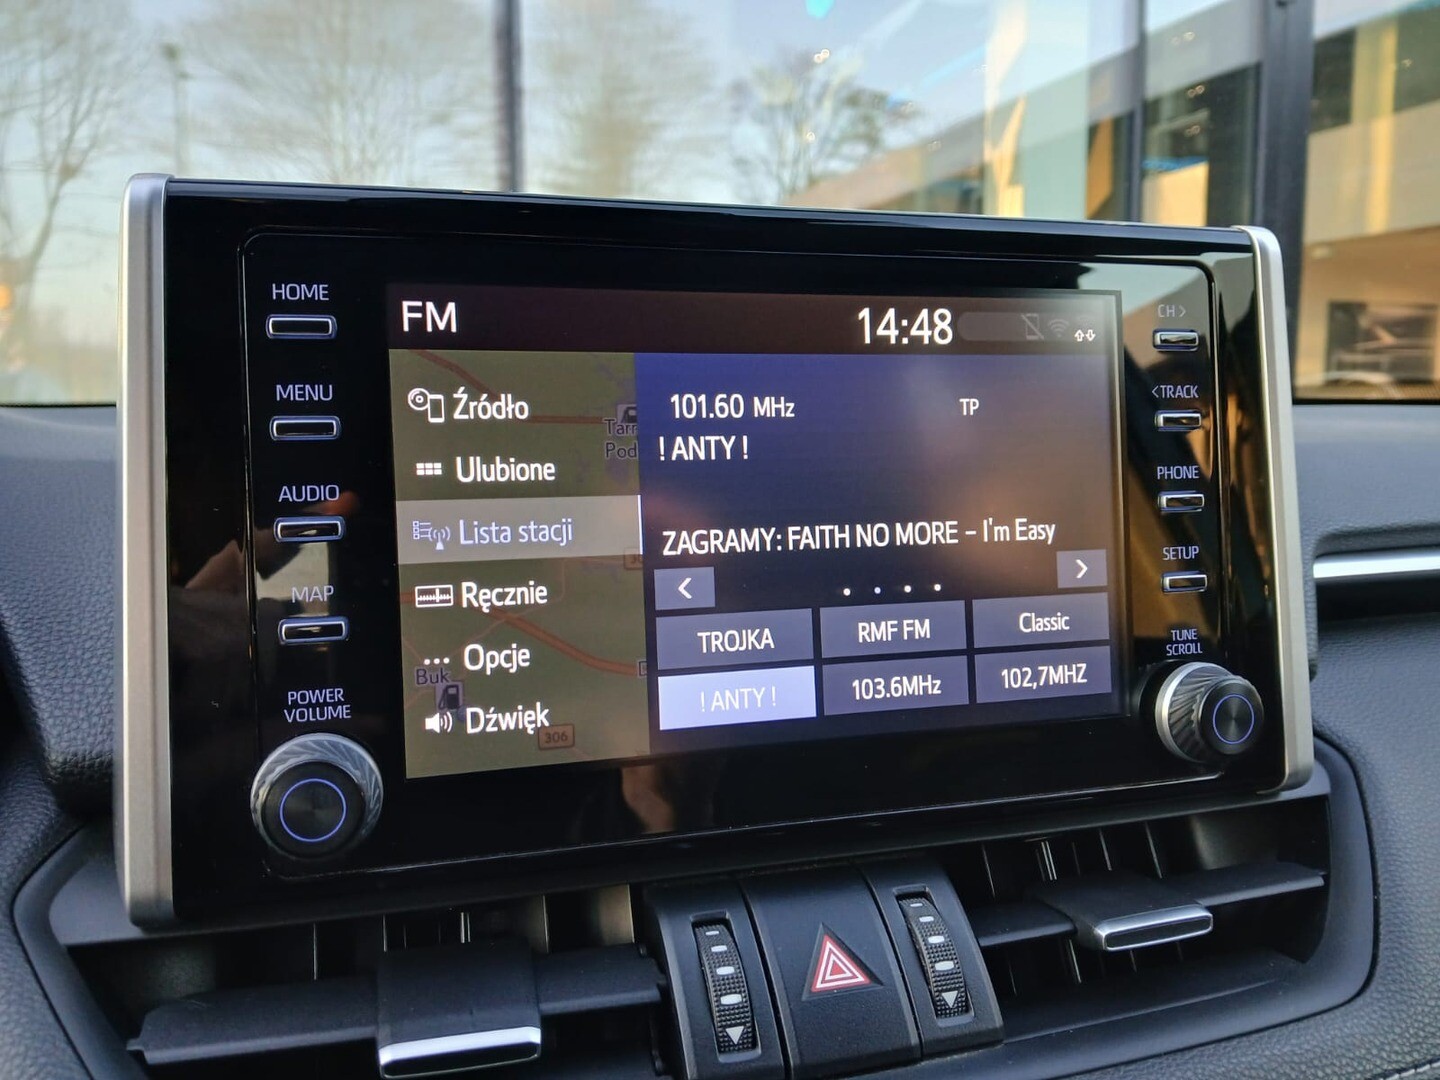 HOME
MENU
AUDIO
MAP
POWER
VOLUME
FM
14:48
Źródło
Ulubione
Lista stacji
Ręcznie
Opcje
Dźwięk
Buk
306
101.60 MHz
TP
! ANTY !
ZAGRAMY: FAITH NO MORE – I'm Easy
<
>
TROJKA
RMF FM
Classic
! ANTY !
103.6MHz
102,7MHZ
CH >
<TRACK
PHONE
SETUP
TUNE
SCROLL